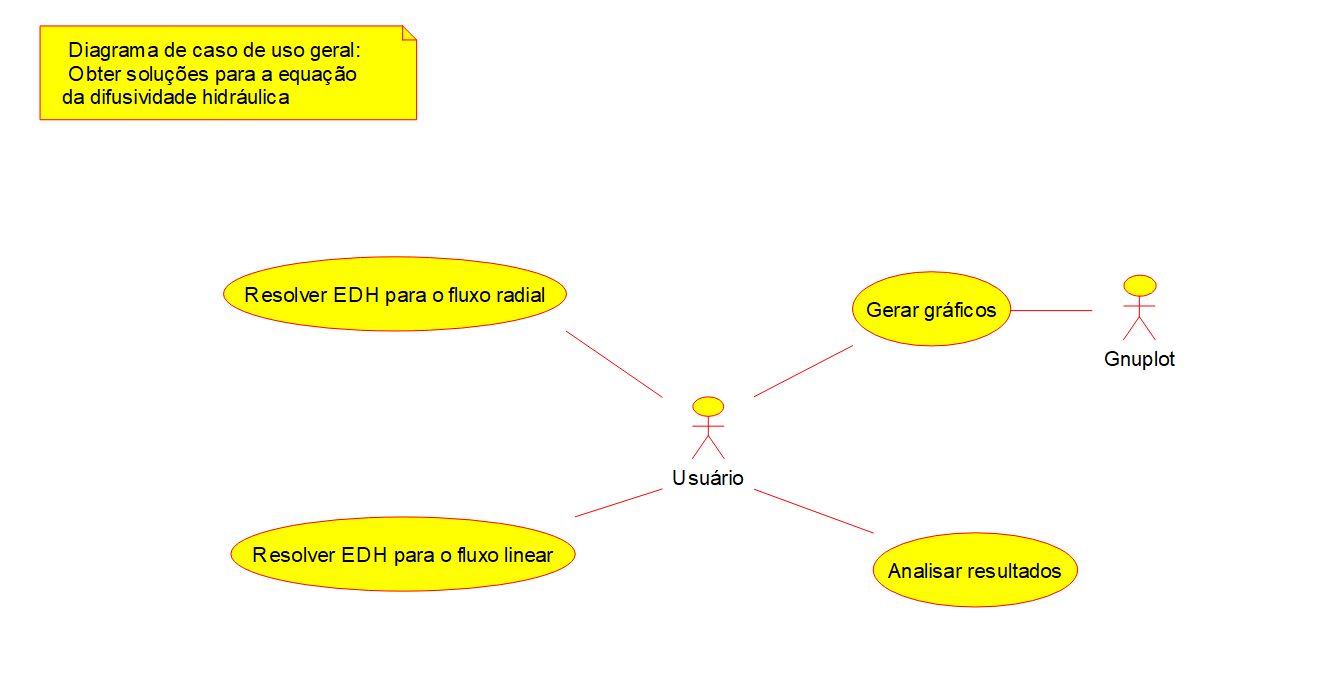 Diagrama de caso de uso geral:
Obter soluções para a equação
da difusividade hidráulica
Resolver EDH para o fluxo radial
Gerar gráficos
Gnuplot
Usuário
Resolver EDH para o fluxo linear
Analisar resultados